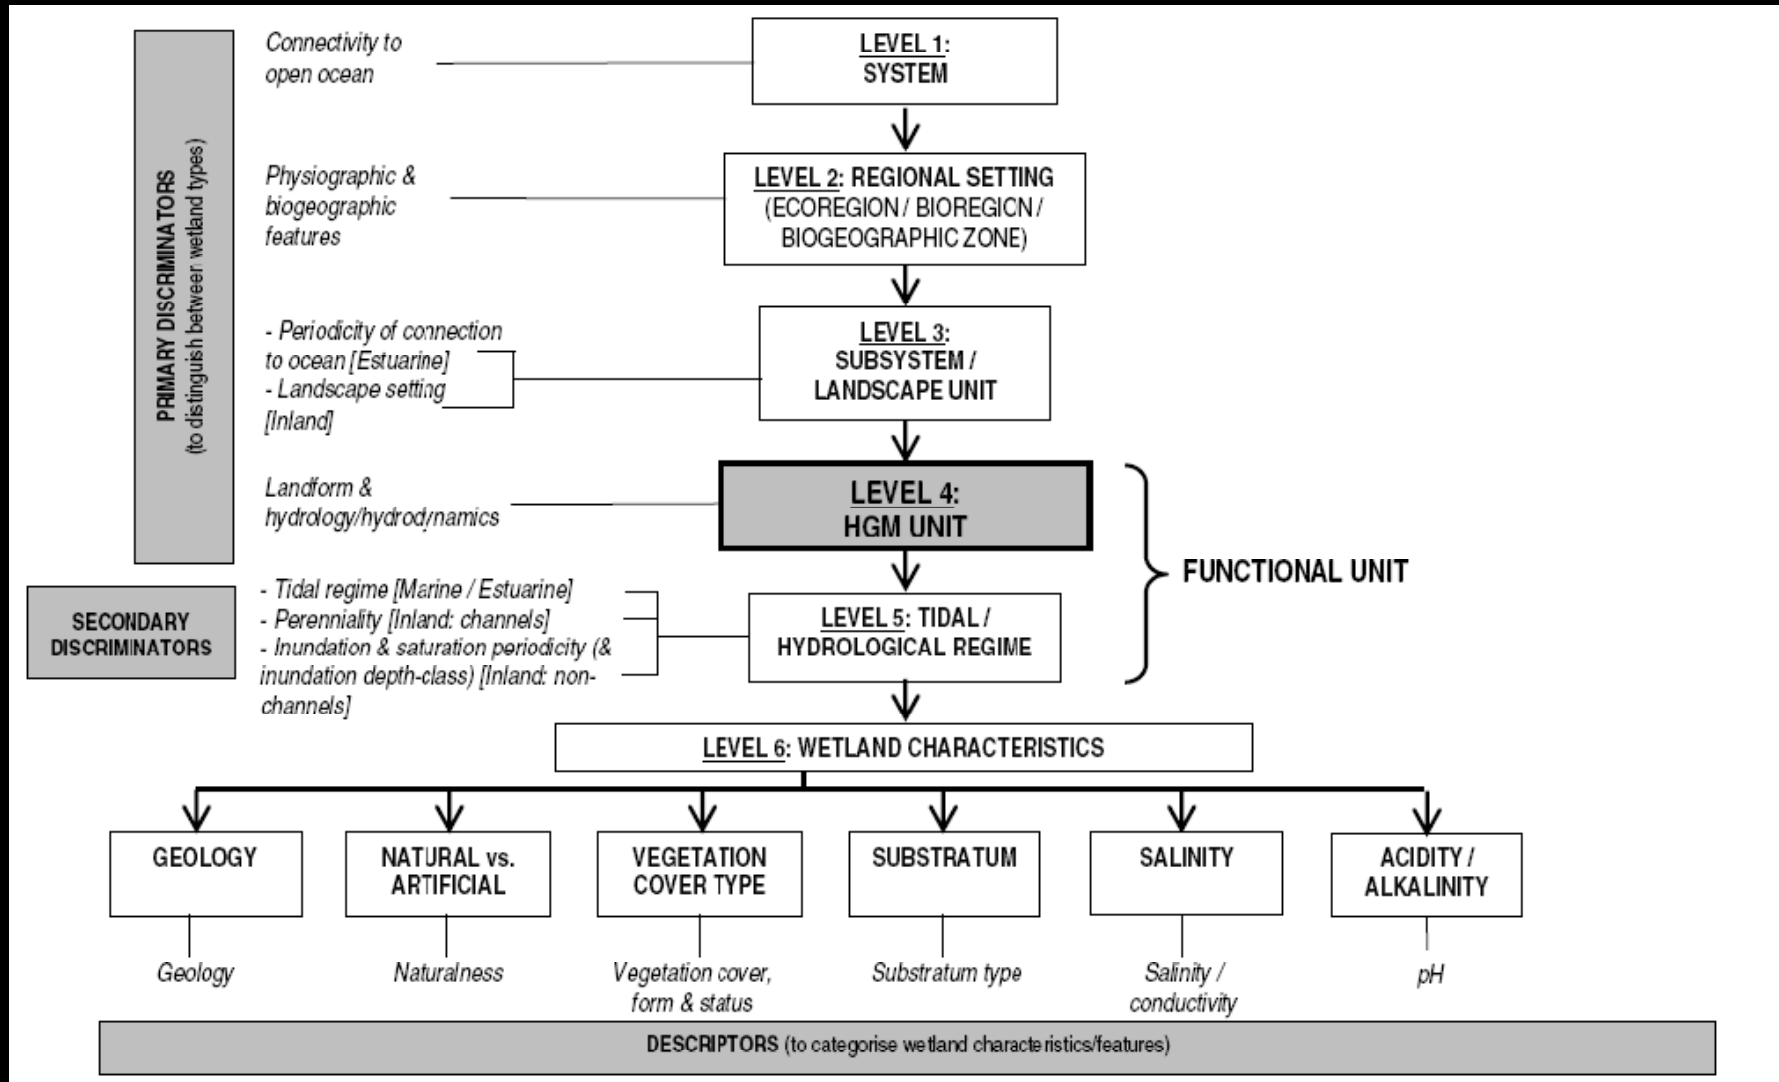 PRIMARY DISCRIMINATORS
(to distinguish between wetland types)
Connectivity to
open ocean
LEVEL 1:
SYSTEM
Physiographic &
biogeographic
features
LEVEL 2: REGIONAL SETTING
(ECOREGION / BIOREGION /
BIOGEOGRAPHIC ZONE)
- Periodicity of connection
to ocean [Estuarine]
- Landscape setting
[Inland]
LEVEL 3:
SUBSYSTEM /
LANDSCAPE UNIT
Landform &
hydrology/hydrodynamics
LEVEL 4:
HGM UNIT
FUNCTIONAL UNIT
SECONDARY
DISCRIMINATORS
- Tidal regime [Marine / Estuarine]
- Perenniality [Inland: channels]
- Inundation & saturation periodicity (&
inundation depth-class) [Inland: non-
channels]
LEVEL 5: TIDAL /
HYDROLOGICAL REGIME
LEVEL 6: WETLAND CHARACTERISTICS
GEOLOGY
NATURAL vs.
ARTIFICIAL
VEGETATION
COVER TYPE
SUBSTRATUM
SALINITY
ACIDITY /
ALKALINITY
Geology
Naturalness
Vegetation cover,
form & status
Substratum type
Salinity /
conductivity
pH
DESCRIPTORS (to categorise wetland characteristics/features)